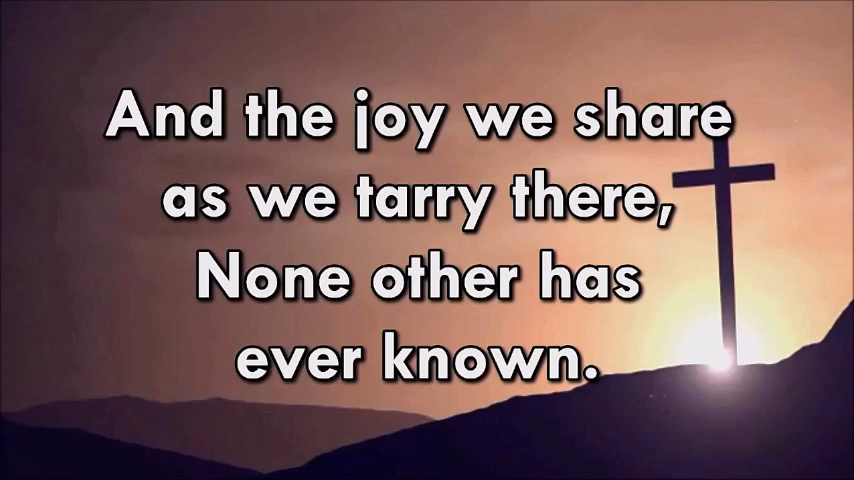 And the joy we share
as we tarry there,
None other has
ever known.